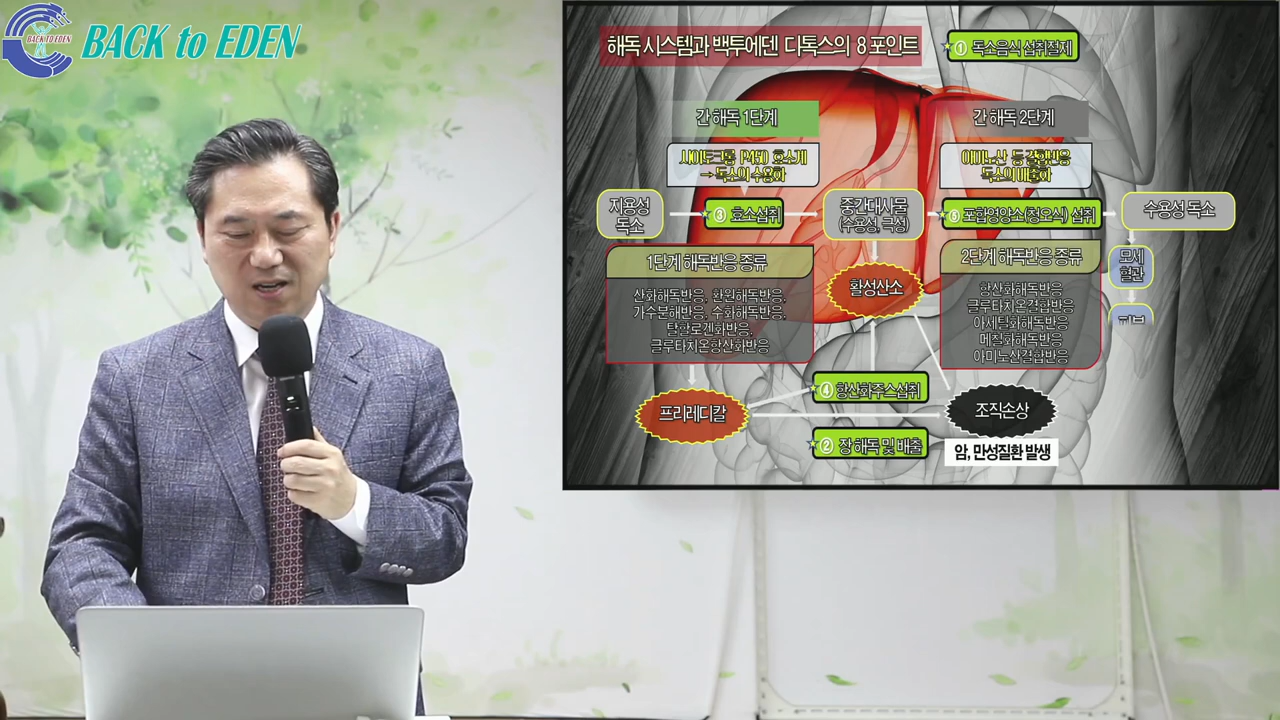 BACK TO EDEN
BACK to EDEN
해독 시스템과 백투에덴 디톡스의 8포인트
① 독소음식 섭취절제
간 해독 1단계
간 해독 2단계
사이토크롬 P450 효소계
→ 독소의 수용화
아미노산 등 결합반응
독소의 배출화
지용성
독소
③ 효소섭취
중간대사물
(수용성, 극성)
⑤ 포합영양소(청오식) 섭취
수용성 독소
1단계 해독반응 종류
산화해독반응, 환원해독반응,
가수분해반응, 수화해독반응,
탈할로겐화반응,
글루타치온항산화반응
활성산소
2단계 해독반응 종류
항산화해독반응
글루타치온결합반응
아세틸화해독반응
메칠화해독반응
아미노산결합반응
모세
혈관
프리레디칼
④ 항산화주스섭취
② 장 해독 및 배출
조직손상
암, 만성질환 발생